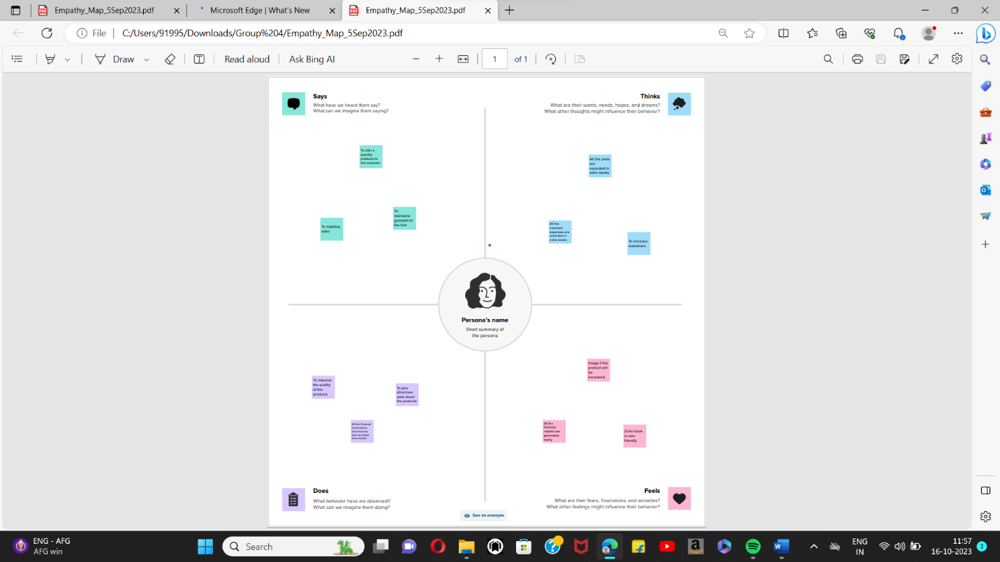 Empathy_Map_5Sep2023.pdf
Microsoft Edge | What's New
Empathy_Map_5Sep2023.pdf
File
C:/Users/91995/Downloads/Group%204/Empathy_Map_5Sep2023.pdf
Draw
Read aloud
Ask Bing AI
1
of 1
Says
What have we heard them say?
What can we imagine them saying?
Thinks
What are their wants, needs, hopes, and dreams?
What other thoughts might influence their behavior?
To offer a
quantity
products to
the customer
To mobilise
sales
To
maintains
goodwill of
the firm
All the sales
are
recorded in
zoho books
All the
incomes/
expenses are
recorded in
zoho books
To increase
customers
Persona's name
Short summary of
the persona
To improve
the quality
of the
products
To give
attractives
adds about
the products
All the financial
transations
and invoices
and recorded
zoho books
Image if the
product will
be
increased
All the
financial
reports are
generated
easily
Zoho book
is user
friendly
Does
What behavior have we observed?
What can we imagine them doing?
Feels
What are their fears, frustrations, and anxieties?
What other feelings might influence their behavior?
See an example
ENG - AFG
AFG win
Search
ENG
IN
11:57
16-10-2023
3